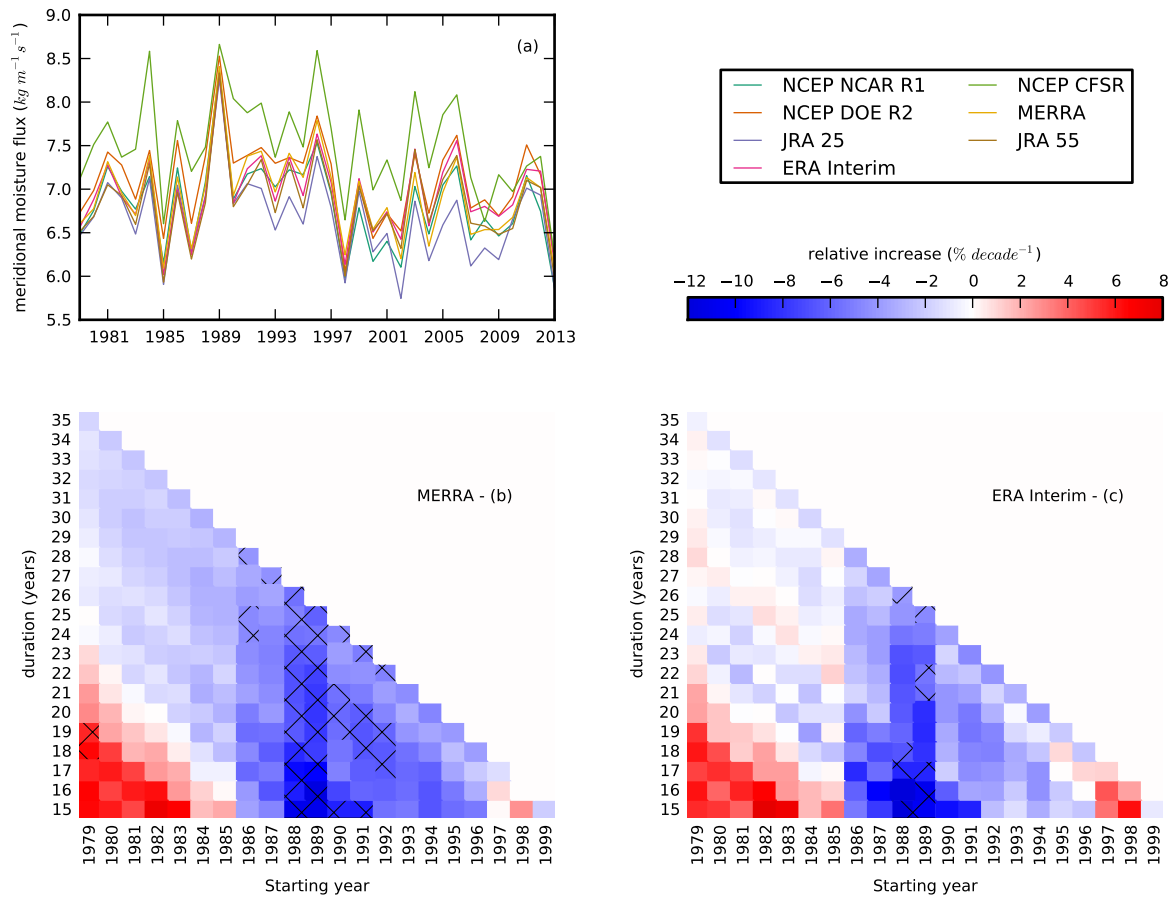 meridional moisture flux (kg m⁻¹ s⁻¹)
9.0
8.5
8.0
7.5
7.0
6.5
6.0
5.5
(a)
1981 1985 1989 1993 1997 2001 2005 2009 2013
NCEP NCAR R1
NCEP DOE R2
JRA 25
ERA Interim
NCEP CFSR
MERRA
JRA 55
relative increase (% decade⁻¹)
−12 −10 −8 −6 −4 −2 0 2 4 6 8
duration (years)
35
34
33
32
31
30
29
28
27
26
25
24
23
22
21
20
19
18
17
16
15
MERRA - (b)
1979 1980 1981 1982 1983 1984 1985 1986 1987 1988 1989 1990 1991 1992 1993 1994 1995 1996 1997 1998 1999
Starting year
duration (years)
35
34
33
32
31
30
29
28
27
26
25
24
23
22
21
20
19
18
17
16
15
ERA Interim - (c)
1979 1980 1981 1982 1983 1984 1985 1986 1987 1988 1989 1990 1991 1992 1993 1994 1995 1996 1997 1998 1999
Starting year